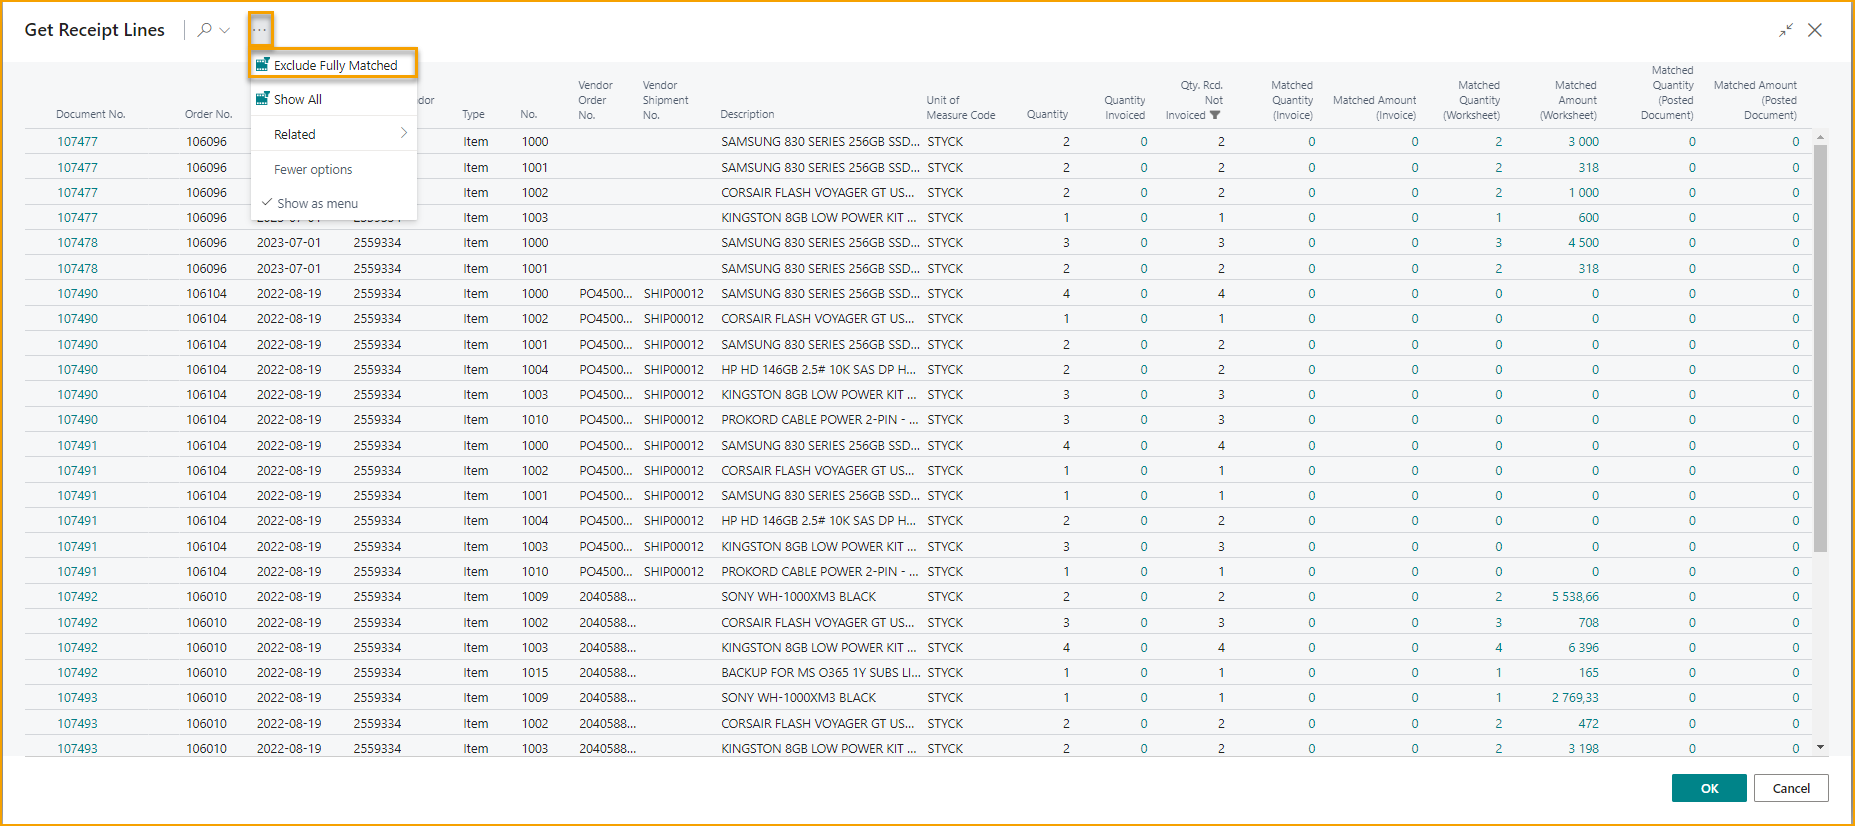 Get Receipt Lines
...
Exclude Fully Matched
Show All
Related
Fewer options
Show as menu
Document No. Order No. dor Type No. Vendor Order No. Vendor Shipment No. Description Unit of Measure Code Quantity Quantity Invoiced Qty. Rcd. Not Invoiced Matched Quantity (Invoice) Matched Amount (Invoice) Matched Quantity (Worksheet) Matched Amount (Worksheet) Matched Quantity (Posted Document) Matched Amount (Posted Document)
107477 106096 Item 1000 SAMSUNG 830 SERIES 256GB SSD... STYCK 2 0 2 0 0 2 3 000 0 0
107477 106096 Item 1001 SAMSUNG 830 SERIES 256GB SSD... STYCK 2 0 2 0 0 2 318 0 0
107477 106096 Item 1002 CORSAIR FLASH VOYAGER GT US... STYCK 2 0 2 0 0 2 1 000 0 0
107477 106096 Item 1003 KINGSTON 8GB LOW POWER KIT ... STYCK 1 0 1 0 0 1 600 0 0
107478 106096 2023-07-01 2559334 Item 1000 SAMSUNG 830 SERIES 256GB SSD... STYCK 3 0 3 0 0 3 4 500 0 0
107478 106096 2023-07-01 2559334 Item 1001 SAMSUNG 830 SERIES 256GB SSD... STYCK 2 0 2 0 0 2 318 0 0
107490 106104 2022-08-19 2559334 Item 1000 PO4500... SHIP00012 SAMSUNG 830 SERIES 256GB SSD... STYCK 4 0 4 0 0 0 0 0 0
107490 106104 2022-08-19 2559334 Item 1002 PO4500... SHIP00012 CORSAIR FLASH VOYAGER GT US... STYCK 1 0 1 0 0 0 0 0 0
107490 106104 2022-08-19 2559334 Item 1001 PO4500... SHIP00012 SAMSUNG 830 SERIES 256GB SSD... STYCK 2 0 2 0 0 0 0 0 0
107490 106104 2022-08-19 2559334 Item 1004 PO4500... SHIP00012 HP HD 146GB 2.5# 10K SAS DP H... STYCK 2 0 2 0 0 0 0 0 0
107490 106104 2022-08-19 2559334 Item 1003 PO4500... SHIP00012 KINGSTON 8GB LOW POWER KIT ... STYCK 3 0 3 0 0 0 0 0 0
107490 106104 2022-08-19 2559334 Item 1010 PO4500... SHIP00012 PROKORD CABLE POWER 2-PIN - ... STYCK 3 0 3 0 0 0 0 0 0
107491 106104 2022-08-19 2559334 Item 1000 PO4500... SHIP00012 SAMSUNG 830 SERIES 256GB SSD... STYCK 4 0 4 0 0 0 0 0 0
107491 106104 2022-08-19 2559334 Item 1002 PO4500... SHIP00012 CORSAIR FLASH VOYAGER GT US... STYCK 1 0 1 0 0 0 0 0 0
107491 106104 2022-08-19 2559334 Item 1001 PO4500... SHIP00012 SAMSUNG 830 SERIES 256GB SSD... STYCK 1 0 1 0 0 0 0 0 0
107491 106104 2022-08-19 2559334 Item 1004 PO4500... SHIP00012 HP HD 146GB 2.5# 10K SAS DP H... STYCK 2 0 2 0 0 0 0 0 0
107491 106104 2022-08-19 2559334 Item 1003 PO4500... SHIP00012 KINGSTON 8GB LOW POWER KIT ... STYCK 3 0 3 0 0 0 0 0 0
107491 106104 2022-08-19 2559334 Item 1010 PO4500... SHIP00012 PROKORD CABLE POWER 2-PIN - ... STYCK 1 0 1 0 0 0 0 0 0
107492 106010 2022-08-19 2559334 Item 1009 2040588... SONY WH-1000XM3 BLACK STYCK 2 0 2 0 0 2 5 538,66 0 0
107492 106010 2022-08-19 2559334 Item 1002 2040588... CORSAIR FLASH VOYAGER GT US... STYCK 3 0 3 0 0 3 708 0 0
107492 106010 2022-08-19 2559334 Item 1003 2040588... KINGSTON 8GB LOW POWER KIT ... STYCK 4 0 4 0 0 4 6 396 0 0
107492 106010 2022-08-19 2559334 Item 1015 2040588... BACKUP FOR MS O365 1Y SUBS LI... STYCK 1 0 1 0 0 1 165 0 0
107493 106010 2022-08-19 2559334 Item 1009 2040588... SONY WH-1000XM3 BLACK STYCK 1 0 1 0 0 1 2 769,33 0 0
107493 106010 2022-08-19 2559334 Item 1002 2040588... CORSAIR FLASH VOYAGER GT US... STYCK 2 0 2 0 0 2 472 0 0
107493 106010 2022-08-19 2559334 Item 1003 2040588... KINGSTON 8GB LOW POWER KIT ... STYCK 2 0 2 0 0 2 3 198 0 0
OK
Cancel